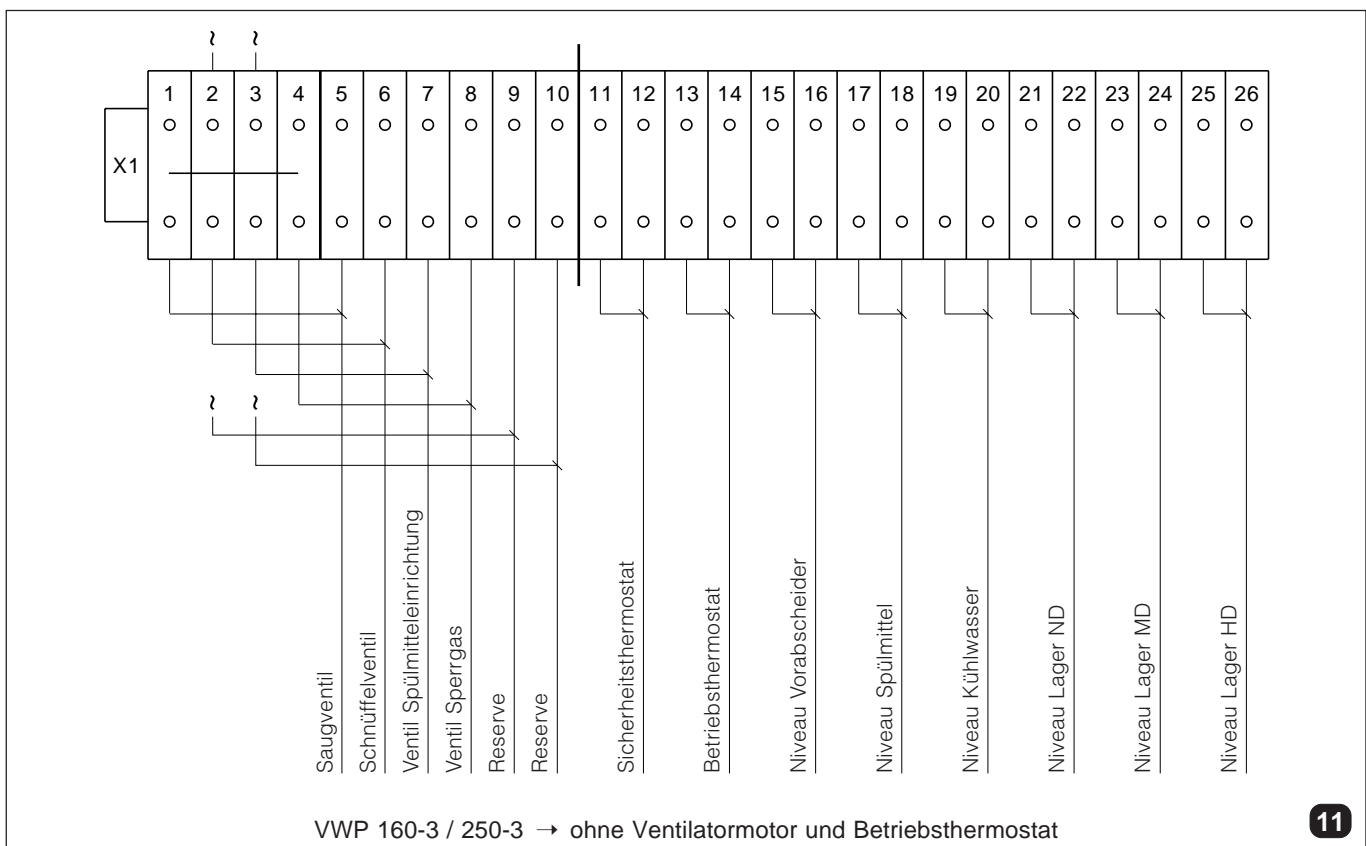 1 2 3 4 5 6 7 8 9 10 11 12 13 14 15 16 17 18 19 20 21 22 23 24 25 26
X1
~ ~
~ ~
Saugventil
Schnüffelventil
Ventil Spülmitteleinrichtung
Ventil Sperrgas
Reserve
Reserve
Sicherheitsthermostat
Betriebsthermostat
Niveau Vorabscheider
Niveau Spülmittel
Niveau Kühlwasser
Niveau Lager ND
Niveau Lager MD
Niveau Lager HD
VWP 160-3 / 250-3 → ohne Ventilatormotor und Betriebsthermostat
11